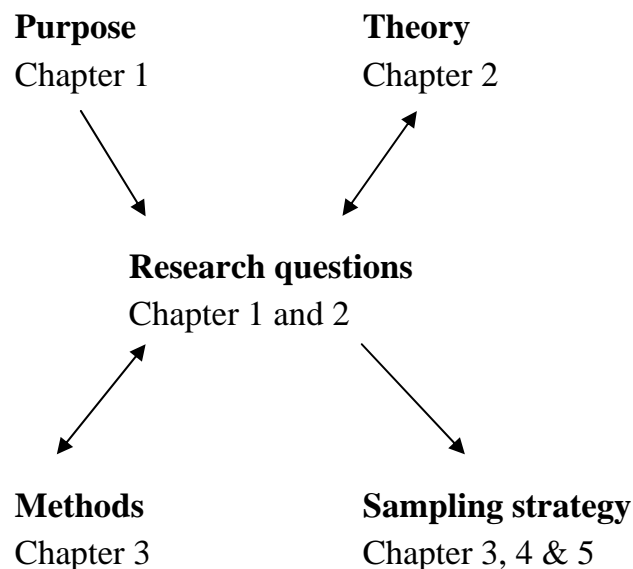 Purpose
Chapter 1
Theory
Chapter 2
Research questions
Chapter 1 and 2
Methods
Chapter 3
Sampling strategy
Chapter 3, 4 & 5